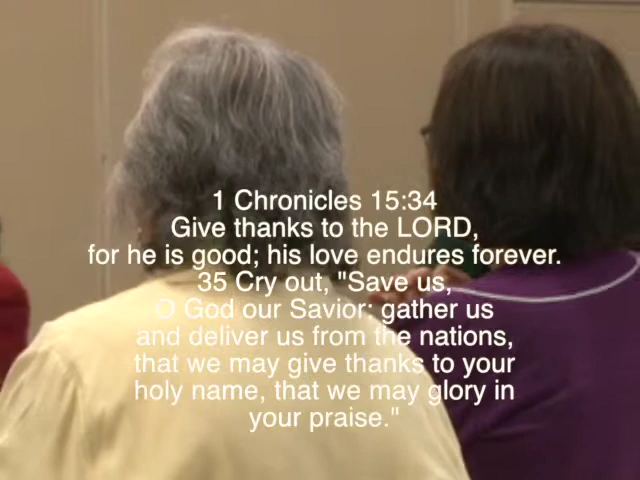 1 Chronicles 15:34
Give thanks to the LORD,
for he is good; his love endures forever.
35 Cry out, "Save us,
O God our Savior; gather us
and deliver us from the nations,
that we may give thanks to your
holy name, that we may glory in
your praise."